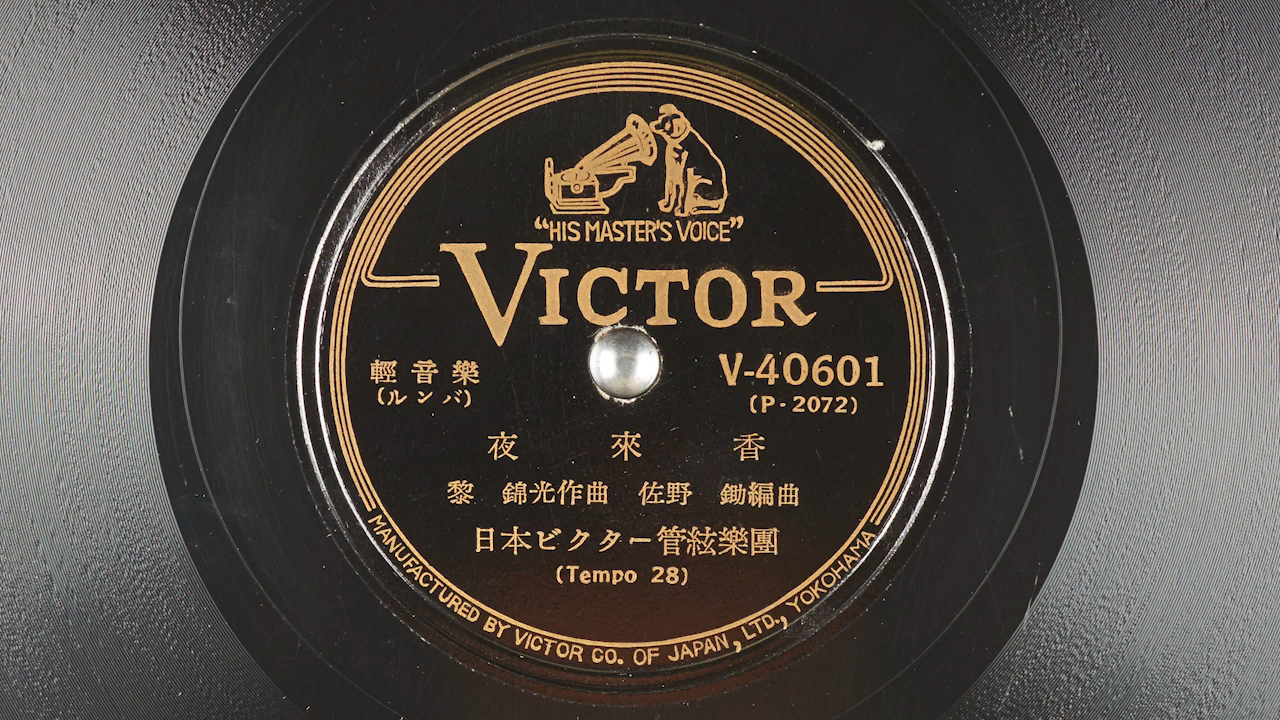 “HIS MASTER'S VOICE”
VICTOR
輕音樂
(ルンバ)
V-40601
(P-2072)
夜來香
黎 錦光作曲 佐野 鋤編曲
日本ビクター管絃樂團
(Tempo 28)
MANUFACTURED BY VICTOR CO. OF JAPAN, LTD., YOKOHAMA